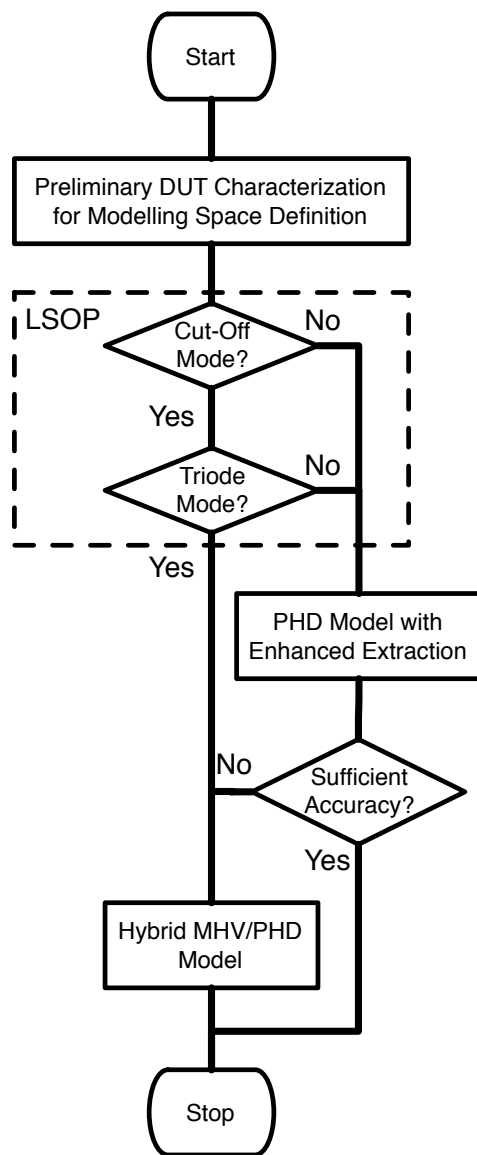 Start
Preliminary DUT Characterization
for Modelling Space Definition
LSOP
Cut-Off
Mode?
No
Yes
Triode
Mode?
No
Yes
PHD Model with
Enhanced Extraction
Sufficient
Accuracy?
No
Yes
Hybrid MHV/PHD
Model
Stop